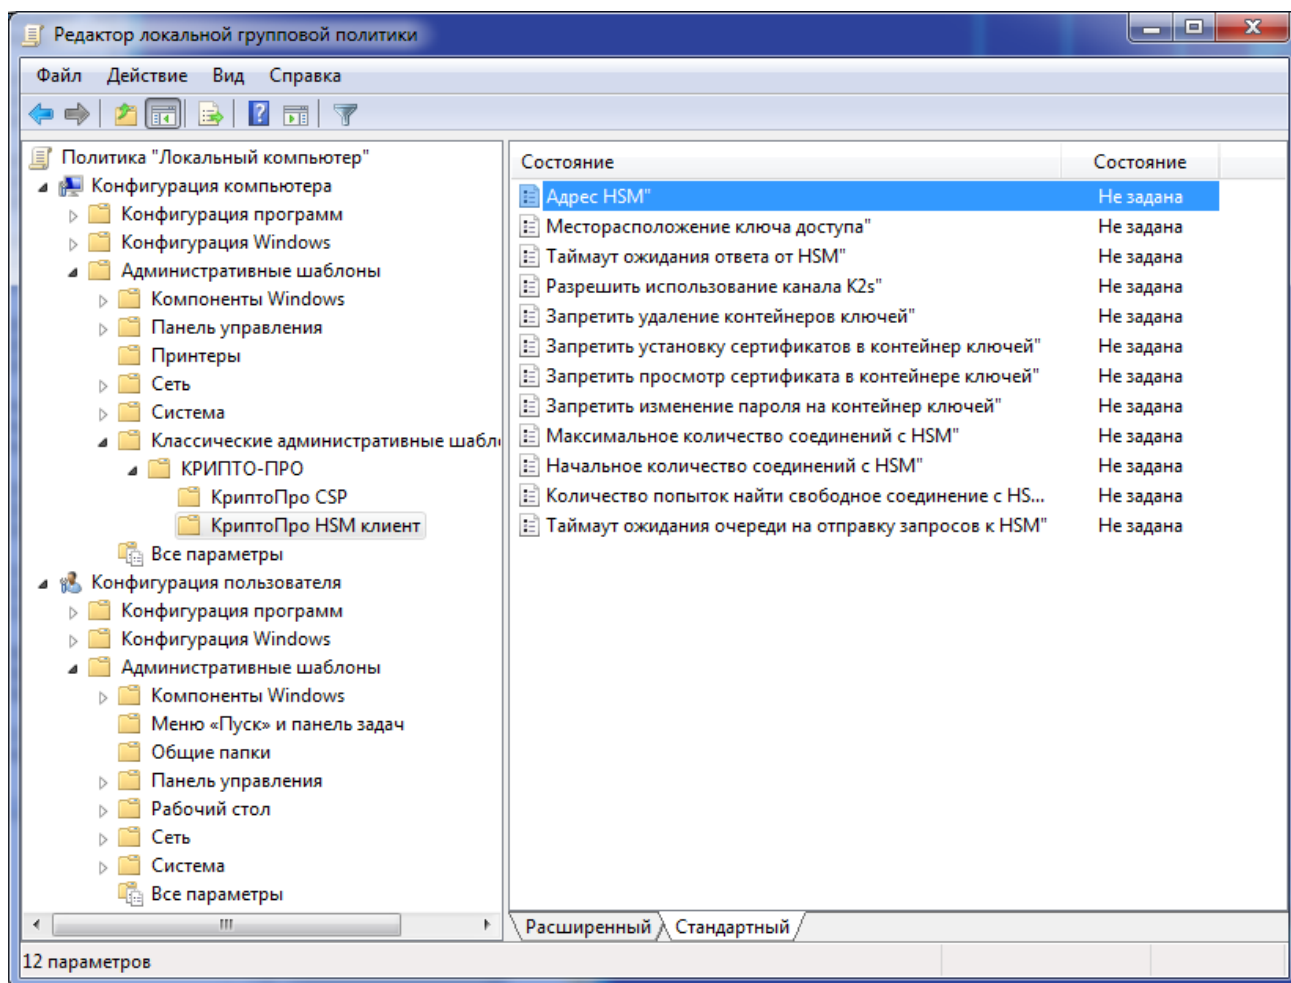 Редактор локальной групповой политики
Файл Действие Вид Справка
Политика "Локальный компьютер"
Конфигурация компьютера
Конфигурация программ
Конфигурация Windows
Административные шаблоны
Компоненты Windows
Панель управления
Принтеры
Сеть
Система
Классические административные шабл
КРИПТО-ПРО
КриптоПро CSP
КриптоПро HSM клиент
Все параметры
Конфигурация пользователя
Конфигурация программ
Конфигурация Windows
Административные шаблоны
Компоненты Windows
Меню «Пуск» и панель задач
Общие папки
Панель управления
Рабочий стол
Сеть
Система
Все параметры
Состояние Состояние
Адрес HSM" Не задана
Месторасположение ключа доступа" Не задана
Таймаут ожидания ответа от HSM" Не задана
Разрешить использование канала K2s" Не задана
Запретить удаление контейнеров ключей" Не задана
Запретить установку сертификатов в контейнер ключей" Не задана
Запретить просмотр сертификата в контейнере ключей" Не задана
Запретить изменение пароля на контейнер ключей" Не задана
Максимальное количество соединений с HSM" Не задана
Начальное количество соединений с HSM" Не задана
Количество попыток найти свободное соединение с HS... Не задана
Таймаут ожидания очереди на отправку запросов к HSM" Не задана
Расширенный Стандартный
12 параметров